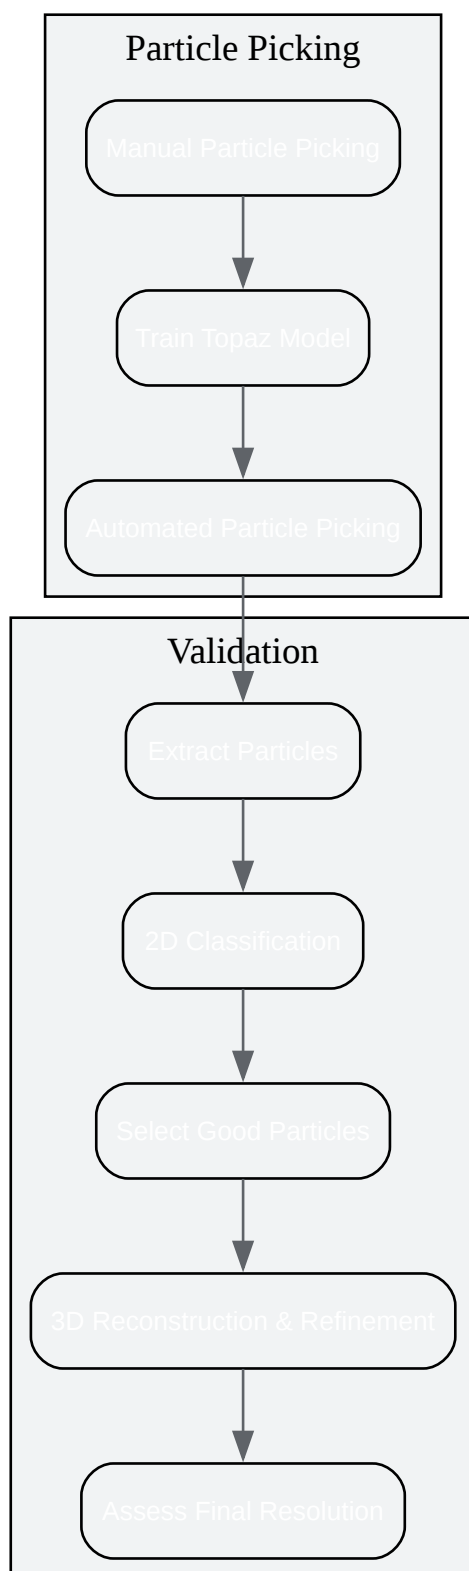 Particle Picking
Manual Particle Picking
Train Topaz Model
Automated Particle Picking
Validation
Extract Particles
2D Classification
Select Good Particles
3D Reconstruction & Refinement
Assess Final Resolution